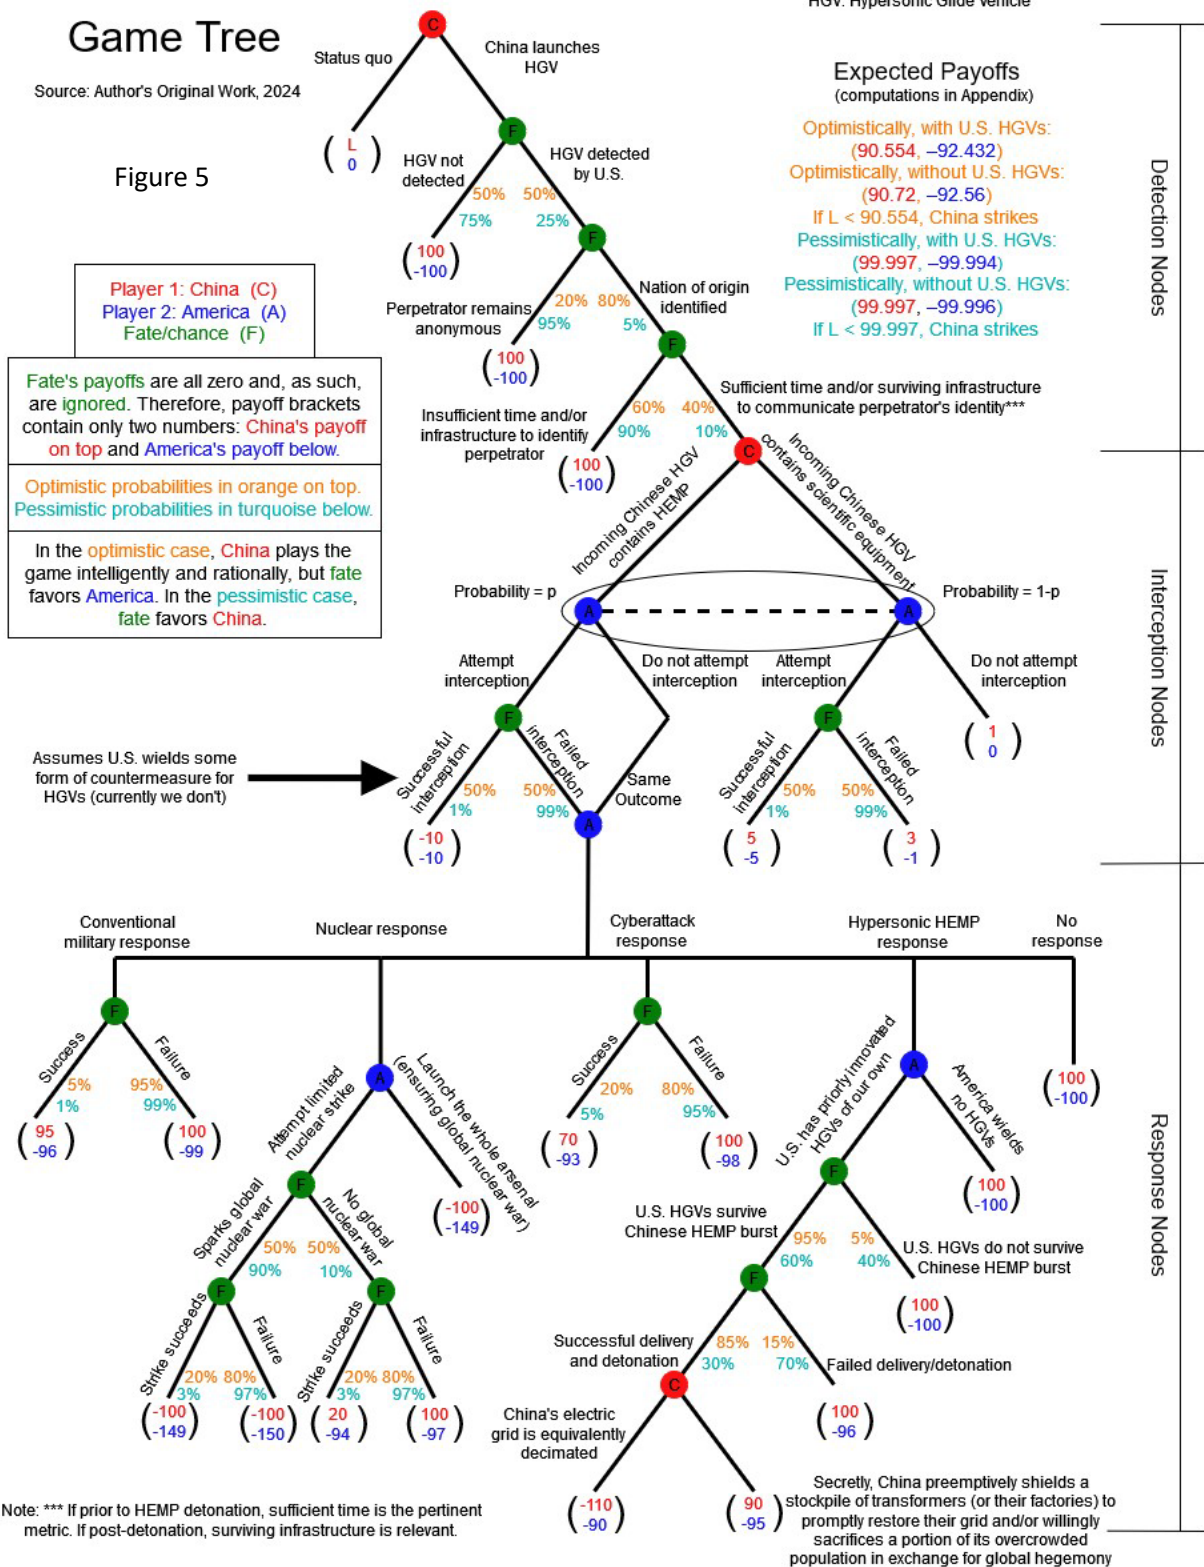 HGV: Hypersonic Glide Vehicle
Game Tree
Source: Author's Original Work, 2024
Figure 5
C
Status quo
China launches
HGV
L
0
F
HGV not
detected
HGV detected
by U.S.
50%
50%
75%
25%
100
-100
F
Perpetrator remains
anonymous
Nation of origin
identified
20%
80%
95%
5%
100
-100
F
Insufficient time and/or
infrastructure to identify
perpetrator
Sufficient time and/or surviving infrastructure
to communicate perpetrator's identity***
60%
40%
90%
10%
100
-100
C
Expected Payoffs
(computations in Appendix)
Optimistically, with U.S. HGVs:
(90.554, –92.432)
Optimistically, without U.S. HGVs:
(90.72, –92.56)
If L < 90.554, China strikes
Pessimistically, with U.S. HGVs:
(99.997, –99.994)
Pessimistically, without U.S. HGVs:
(99.997, –99.996)
If L < 99.997, China strikes
Detection Nodes
Player 1: China (C)
Player 2: America (A)
Fate/chance (F)
Fate's payoffs are all zero and, as such,
are ignored. Therefore, payoff brackets
contain only two numbers: China's payoff
on top and America's payoff below.
Optimistic probabilities in orange on top.
Pessimistic probabilities in turquoise below.
In the optimistic case, China plays the
game intelligently and rationally, but fate
favors America. In the pessimistic case,
fate favors China.
Incoming Chinese HGV
contains HEMP
Incoming Chinese HGV
contains scientific equipment
Probability = p
A
A
Probability = 1-p
Attempt
interception
Do not attempt
interception
Attempt
interception
Do not attempt
interception
F
F
1
0
Assumes U.S. wields some
form of countermeasure for
HGVs (currently we don't)
Successful
interception
Failed
interception
50%
50%
1%
99%
-10
-10
Same
Outcome
A
Successful
interception
Failed
interception
50%
50%
1%
99%
5
-5
3
-1
Interception Nodes
Conventional
military response
Nuclear response
Cyberattack
response
Hypersonic HEMP
response
No
response
F
Success
Failure
5%
95%
1%
99%
95
-96
100
-99
A
Attempt limited
nuclear strike
Launch the whole arsenal
(ensuring global nuclear war)
-100
-149
F
Sparks global
nuclear war
No global
nuclear war
50%
50%
90%
10%
F
F
Strike succeeds
Failure
20%
80%
3%
97%
-100
-149
-100
-150
Strike succeeds
Failure
20%
80%
3%
97%
20
-94
100
-97
F
Success
Failure
20%
80%
5%
95%
70
-93
100
-98
A
U.S. has priorly innovated
HGVs of our own
America wields
no HGVs
100
-100
F
U.S. HGVs survive
Chinese HEMP burst
U.S. HGVs do not survive
Chinese HEMP burst
95%
5%
60%
40%
100
-100
F
Successful delivery
and detonation
Failed delivery/detonation
85%
15%
30%
70%
100
-96
C
China's electric
grid is equivalently
decimated
-110
-90
90
-95
Secretly, China preemptively shields a
stockpile of transformers (or their factories) to
promptly restore their grid and/or willingly
sacrifices a portion of its overcrowded
population in exchange for global hegemony
100
-100
Response Nodes
Note: *** If prior to HEMP detonation, sufficient time is the pertinent
metric. If post-detonation, surviving infrastructure is relevant.